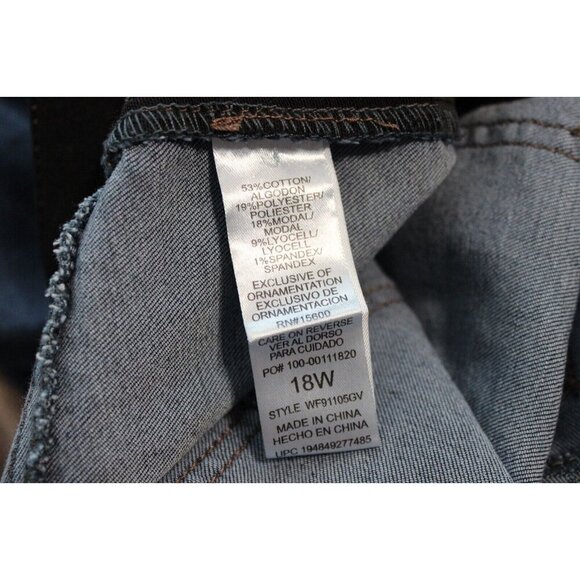 53%COTTON/
ALGODON
19%POLYESTER/
POLIESTER
18%MODAL/
MODAL
9%LYOCELL/
LYOCELL
1%SPANDEX/
SPANDEX
EXCLUSIVE OF
ORNAMENTATION
EXCLUSIVO DE
ORNAMENTACION
RN#15600
CARE ON REVERSE
VER AL DORSO
PARA CUIDADO
PO# 100-00111820
18W
STYLE WF91105GV
MADE IN CHINA
HECHO EN CHINA
UPC 194849277485